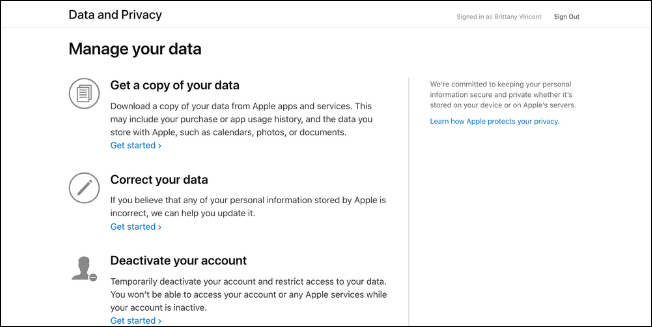 Data and Privacy
Signed in as Brittany Vincent Sign Out
Manage your data
Get a copy of your data
Download a copy of your data from Apple apps and services. This
may include your purchase or app usage history, and the data you
store with Apple, such as calendars, photos, or documents.
Get started ›
Correct your data
If you believe that any of your personal information stored by Apple is
incorrect, we can help you update it.
Get started ›
Deactivate your account
Temporarily deactivate your account and restrict access to your data.
You won't be able to access your account or any Apple services while
your account is inactive.
Get started ›
We're committed to keeping your personal
information secure and private whether it's
stored on your device or on Apple's servers.
Learn how Apple protects your privacy.